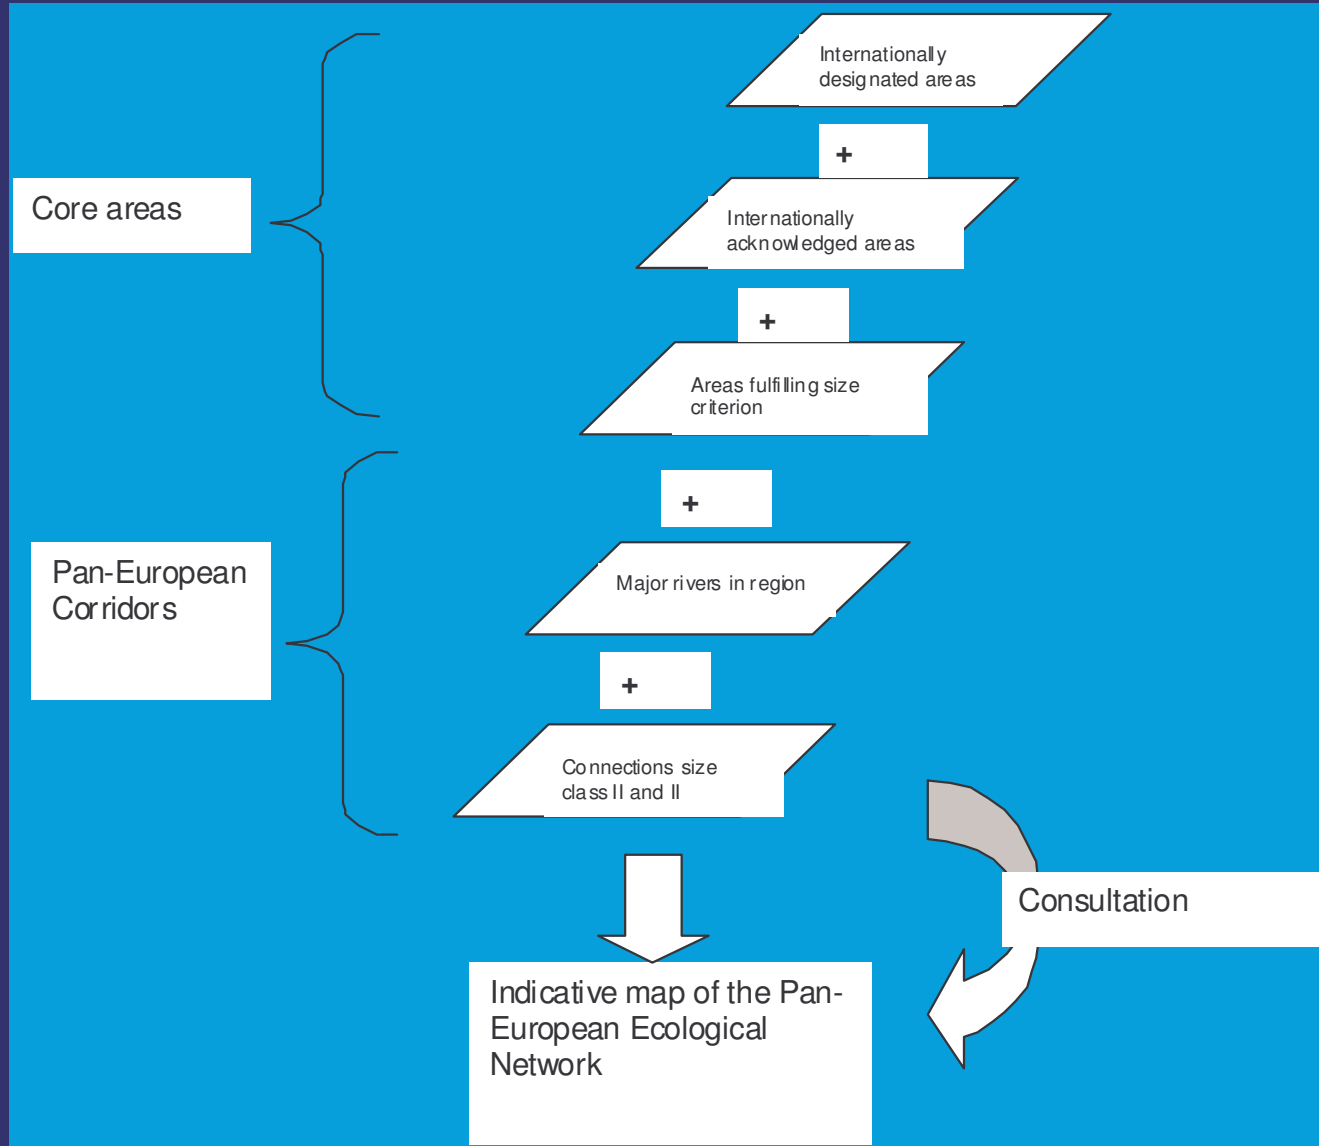 Internationally
designated areas
+
Core areas
Internationally
acknowledged areas
+
Areas fulfilling size
criterion
+
Pan-European
Corridors
Major rivers in region
+
Connections size
class II and II
Consultation
Indicative map of the Pan-
European Ecological
Network